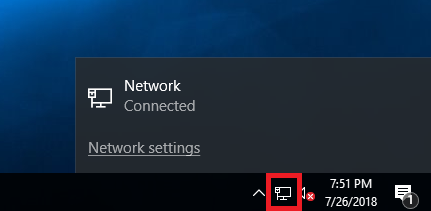 Network
Connected
Network settings
7:51 PM
7/26/2018
1